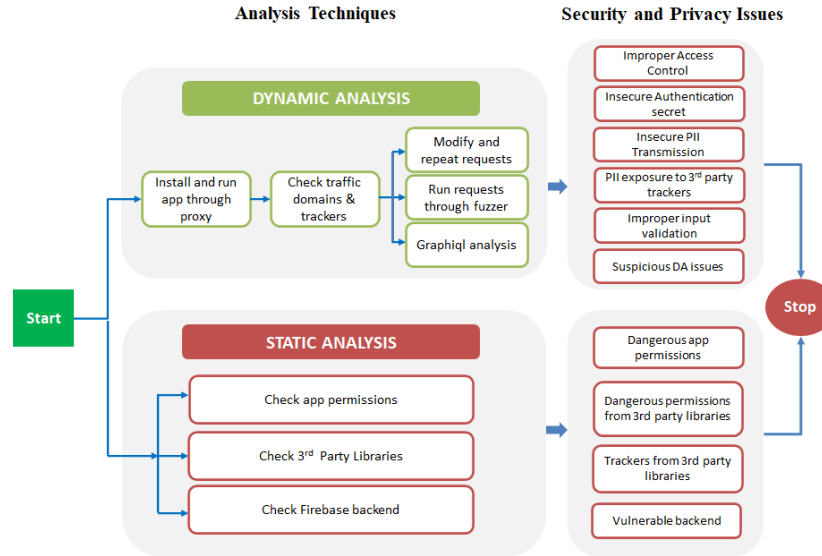 Analysis Techniques
Security and Privacy Issues
DYNAMIC ANALYSIS
Install and run
app through
proxy
Check traffic
domains &
trackers
Modify and
repeat requests
Run requests
through fuzzer
Graphiql analysis
Improper Access
Control
Insecure Authentication
secret
Insecure PII
Transmission
PII exposure to 3rd party
trackers
Improper input
validation
Suspicious DA issues
Start
Stop
STATIC ANALYSIS
Check app permissions
Check 3rd Party Libraries
Check Firebase backend
Dangerous app
permissions
Dangerous permissions
from 3rd party libraries
Trackers from 3rd party
libraries
Vulnerable backend